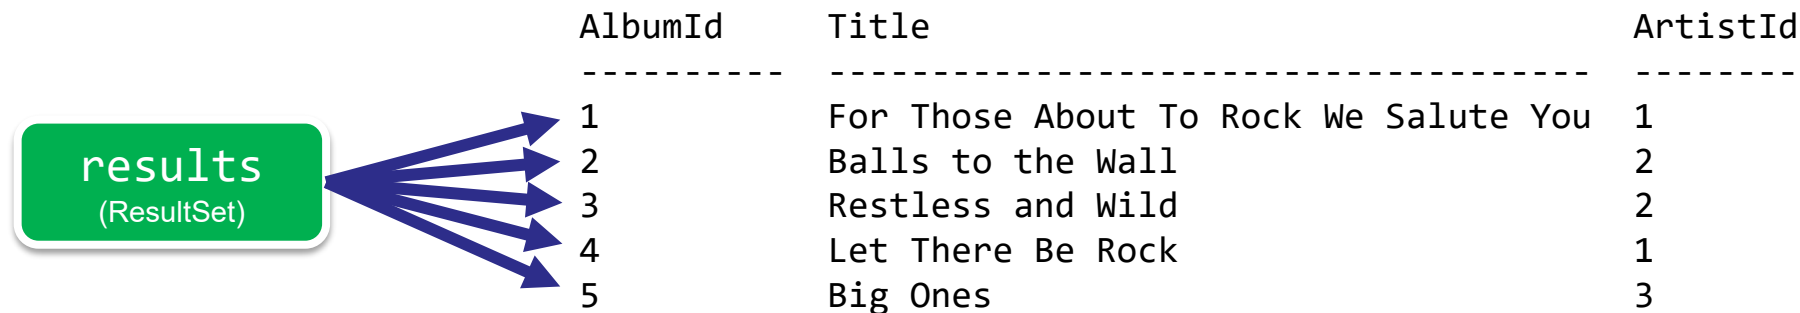 AlbumId Title ArtistId
---------- ------------------------------------- --------
1 For Those About To Rock We Salute You 1
2 Balls to the Wall 2
3 Restless and Wild 2
4 Let There Be Rock 1
5 Big Ones 3
results
(ResultSet)